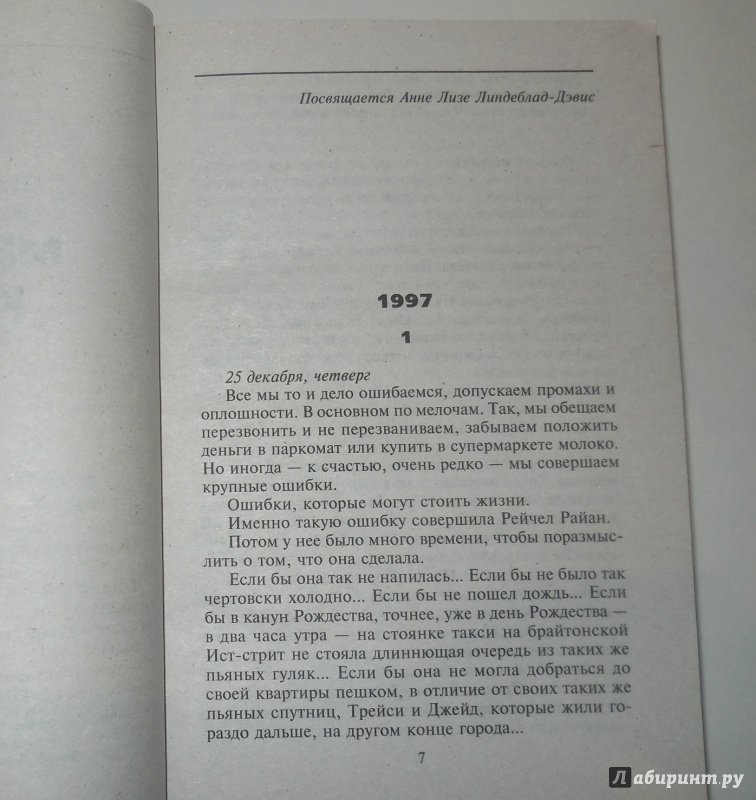 Посвящается Анне Лизе Линдеблад-Дэвис
1997
1
25 декабря, четверг
Все мы то и дело ошибаемся, допускаем промахи и
оплошности. В основном по мелочам. Так, мы обещаем
перезвонить и не перезваниваем, забываем положить
деньги в паркомат или купить в супермаркете молоко.
Но иногда — к счастью, очень редко — мы совершаем
крупные ошибки.
Ошибки, которые могут стоить жизни.
Именно такую ошибку совершила Рейчел Райан.
Потом у нее было много времени, чтобы поразмыс-
лить о том, что она сделала.
Если бы она так не напилась... Если бы не было так
чертовски холодно... Если бы не пошел дождь... Если
бы в канун Рождества, точнее, уже в день Рождества —
в два часа утра — на стоянке такси на брайтонской
Ист-стрит не стояла длиннющая очередь из таких же
пьяных гуляк... Если бы она не могла добраться до
своей квартиры пешком, в отличие от своих таких же
пьяных спутниц, Трейси и Джейд, которые жили го-
раздо дальше, на другом конце города...
7
Лабиринт.ру